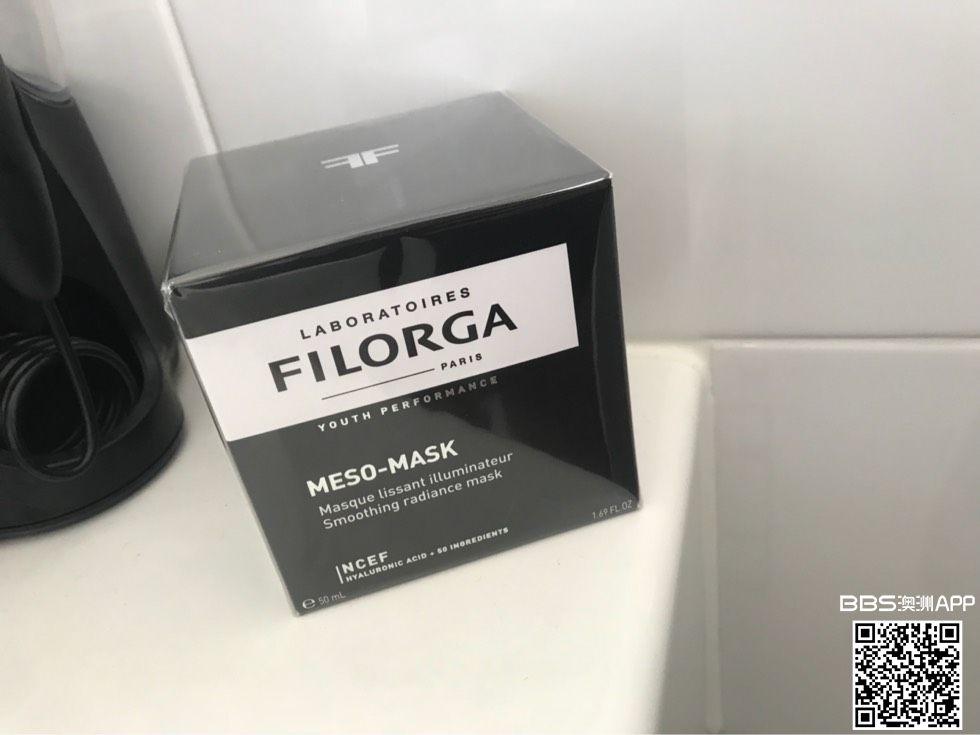 LABORATOIRES
FILORGA
PARIS
YOUTH PERFORMANCE
MESO-MASK
Masque lissant illuminateur
Smoothing radiance mask
NCEF
HYALURONIC ACID + 50 INGREDIENTS
℮ 50 mL
1.69 FL.OZ
BBS澳洲APP